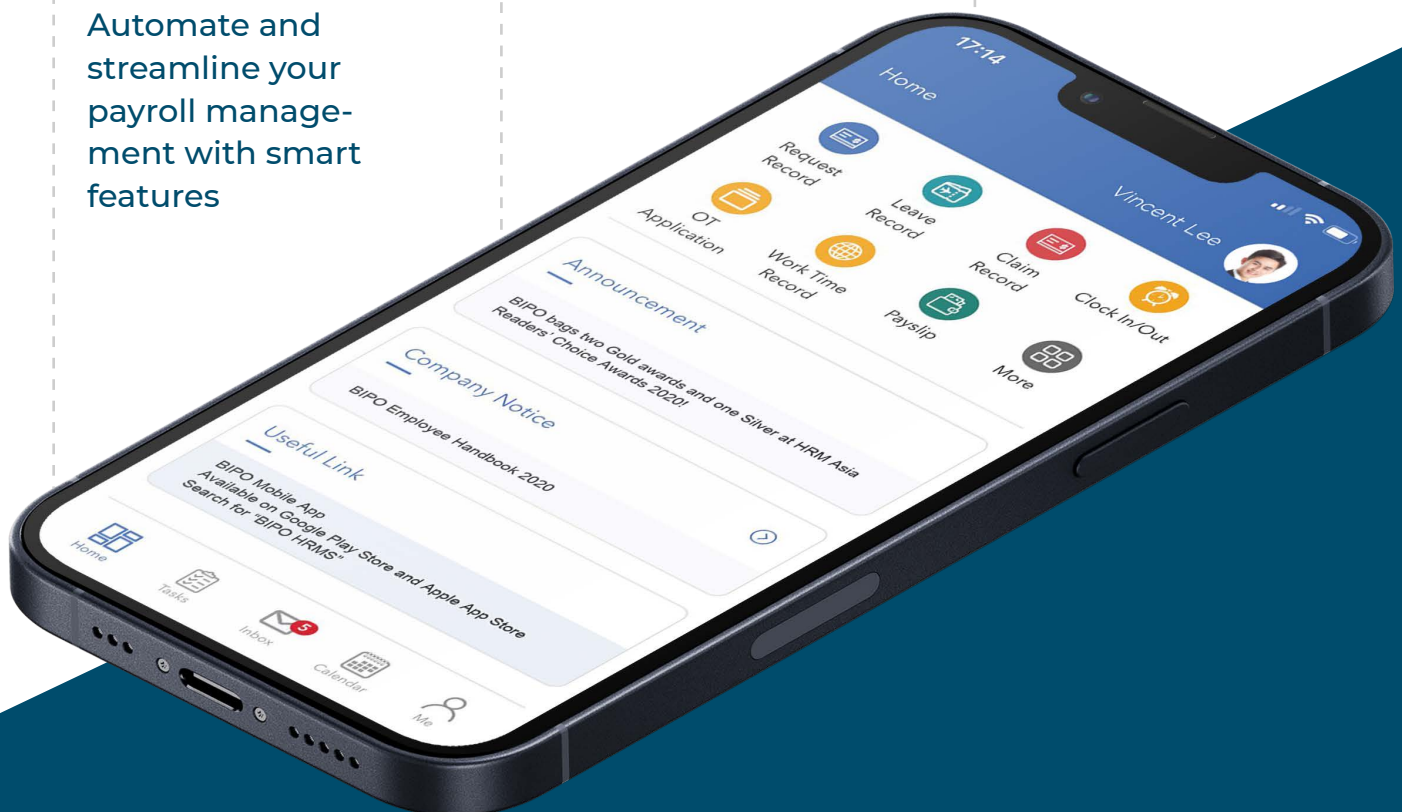 Automate and
streamline your
payroll manage-
ment with smart
features
17:14
Home
Vincent Lee
Request
Record
Leave
Record
Claim
Record
Clock In/Out
OT
Application
Work Time
Record
Payslip
More
Announcement
BIPO bags two Gold awards and one Silver at HRM Asia
Readers' Choice Awards 2020!
Company Notice
BIPO Employee Handbook 2020
Useful Link
BIPO Mobile App
Available on Google Play Store and Apple App Store
Search for "BIPO HRMS"
Home
Tasks
Inbox
5
Calendar
Me